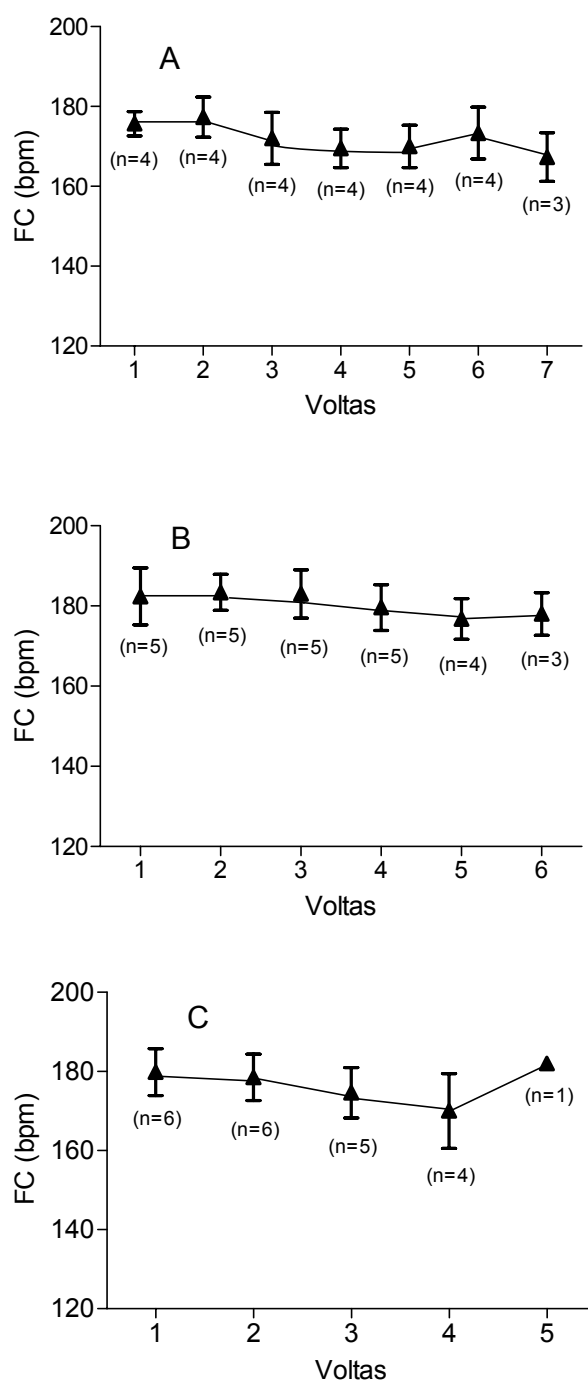 200
A
180
(n=4)
(n=4)
(n=4)
(n=4)
(n=4)
(n=4)
(n=3)
160
140
120
FC (bpm)
1 2 3 4 5 6 7
Voltas
200
B
180
(n=5)
(n=5)
(n=5)
(n=5)
(n=4)
(n=3)
160
140
120
FC (bpm)
1 2 3 4 5 6
Voltas
200
C
180
(n=6)
(n=6)
(n=5)
(n=4)
(n=1)
160
140
120
FC (bpm)
1 2 3 4 5
Voltas